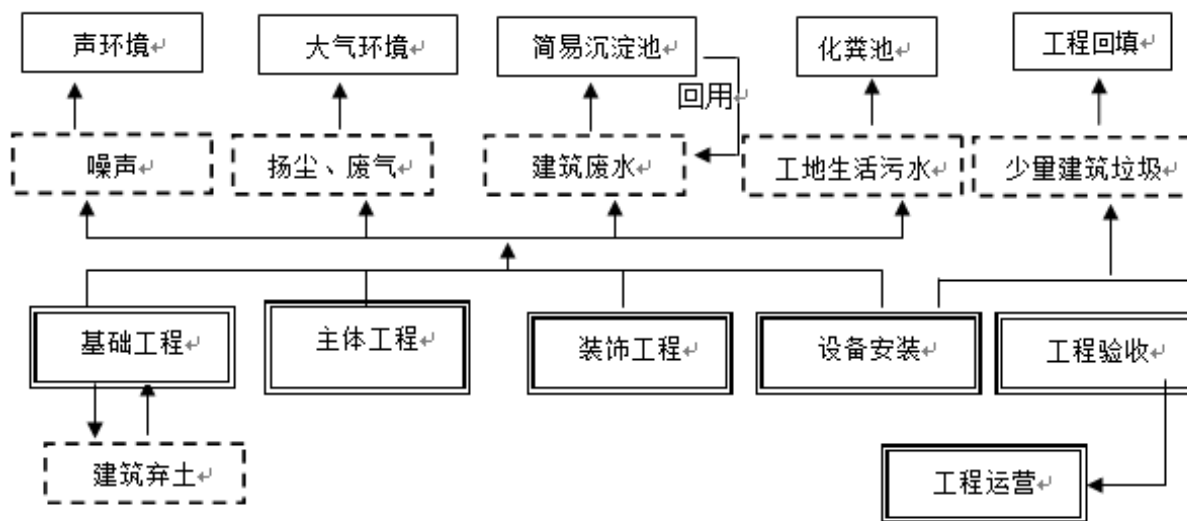 声环境
大气环境
简易沉淀池
化粪池
工程回填
回用
噪声
扬尘、废气
建筑废水
工地生活污水
少量建筑垃圾
基础工程
主体工程
装饰工程
设备安装
工程验收
建筑弃土
工程运营